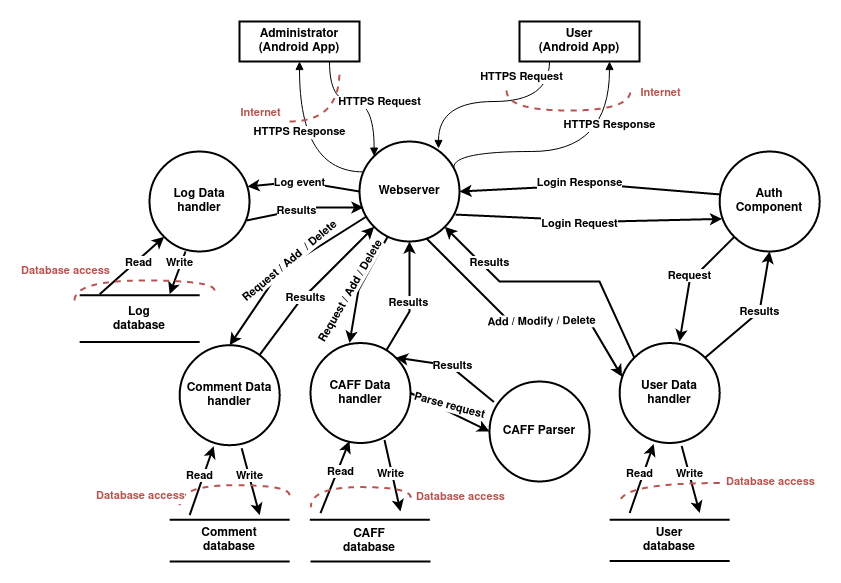 Administrator
(Android App)
User
(Android App)
HTTPS Request
Internet
HTTPS Request
Internet
HTTPS Response
HTTPS Response
Log Data
handler
Log event
Results
Webserver
Login Response
Login Request
Auth
Component
Database access
Read
Write
Log
database
Request / Add / Delete
Results
Request / Add / Delete
Results
Results
Add / Modify / Delete
Request
Results
Comment Data
handler
CAFF Data
handler
Results
Parse request
CAFF Parser
User Data
handler
Read
Write
Database access
Read
Write
Database access
Read
Write
Database access
Comment
database
CAFF
database
User
database